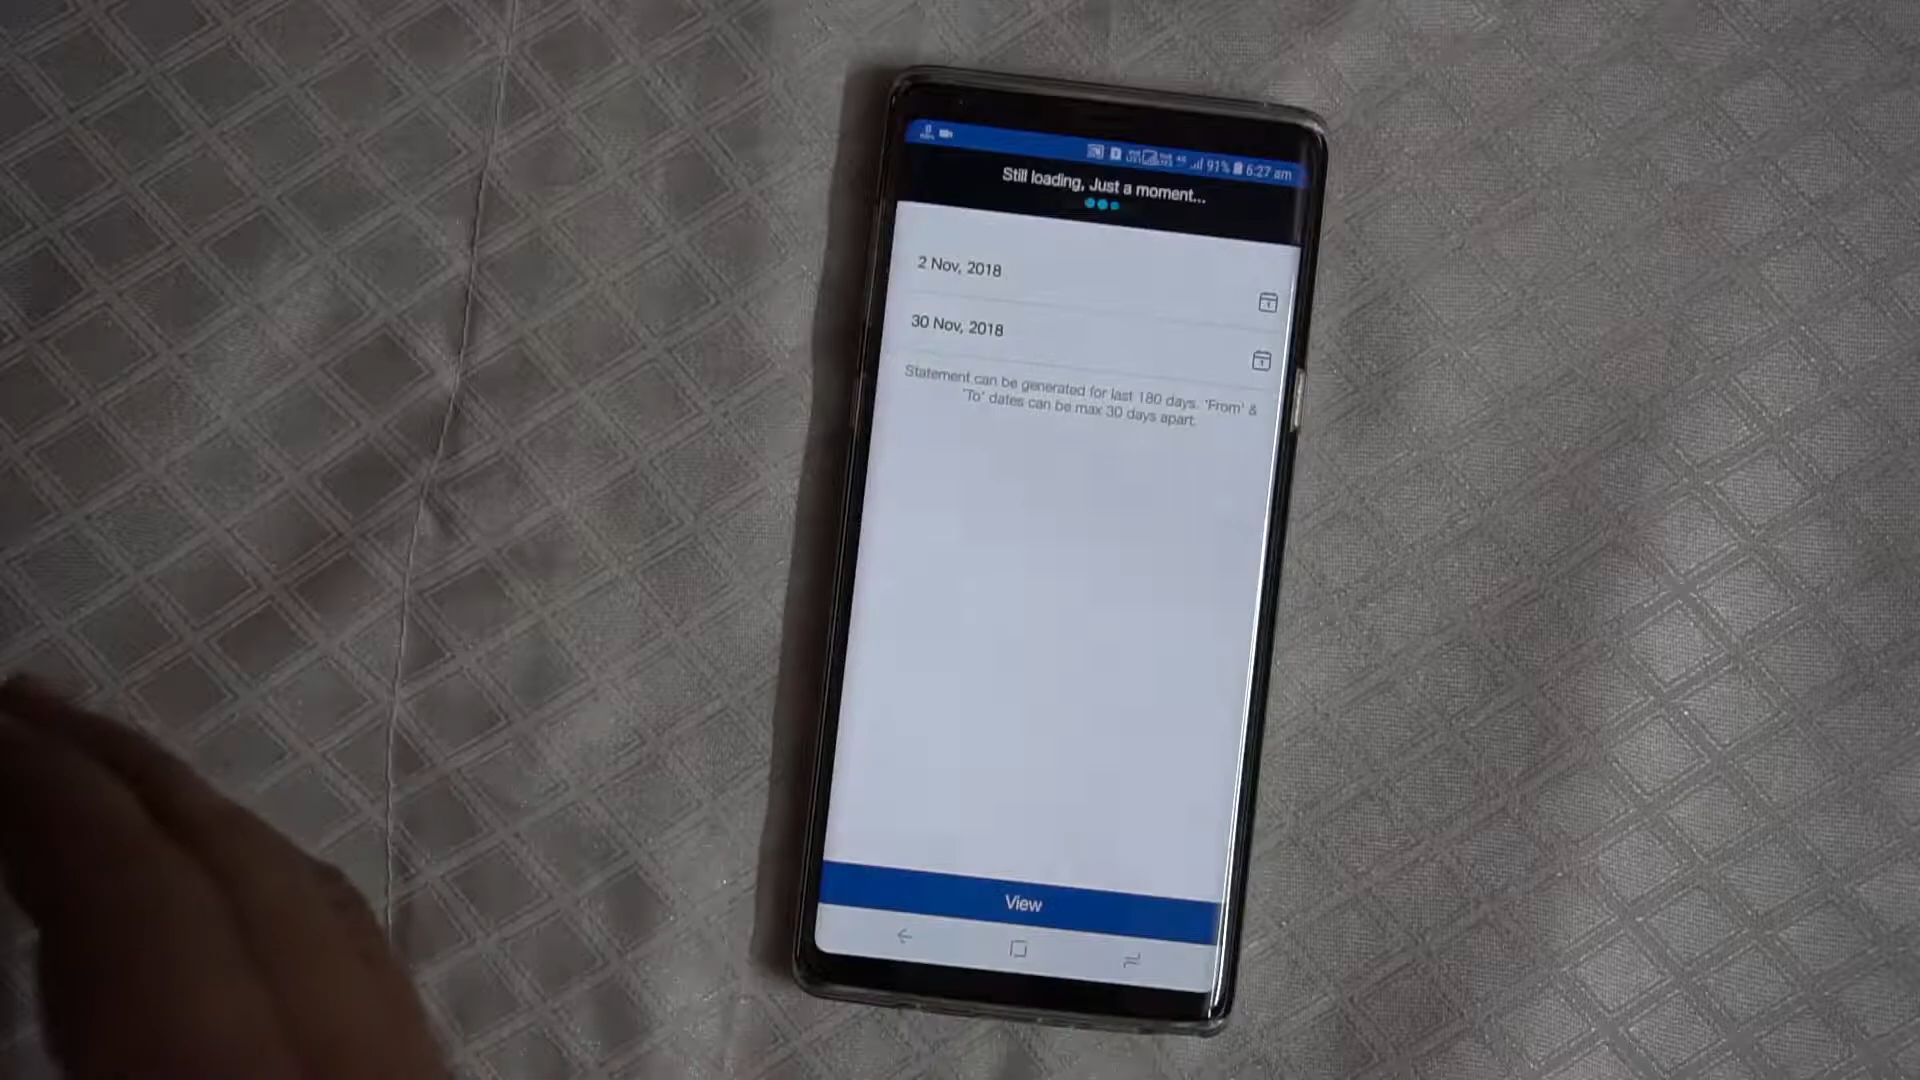 91% 6:27 am
Still loading, Just a moment...
2 Nov, 2018
30 Nov, 2018
Statement can be generated for last 180 days. 'From' &
'To' dates can be max 30 days apart.
View